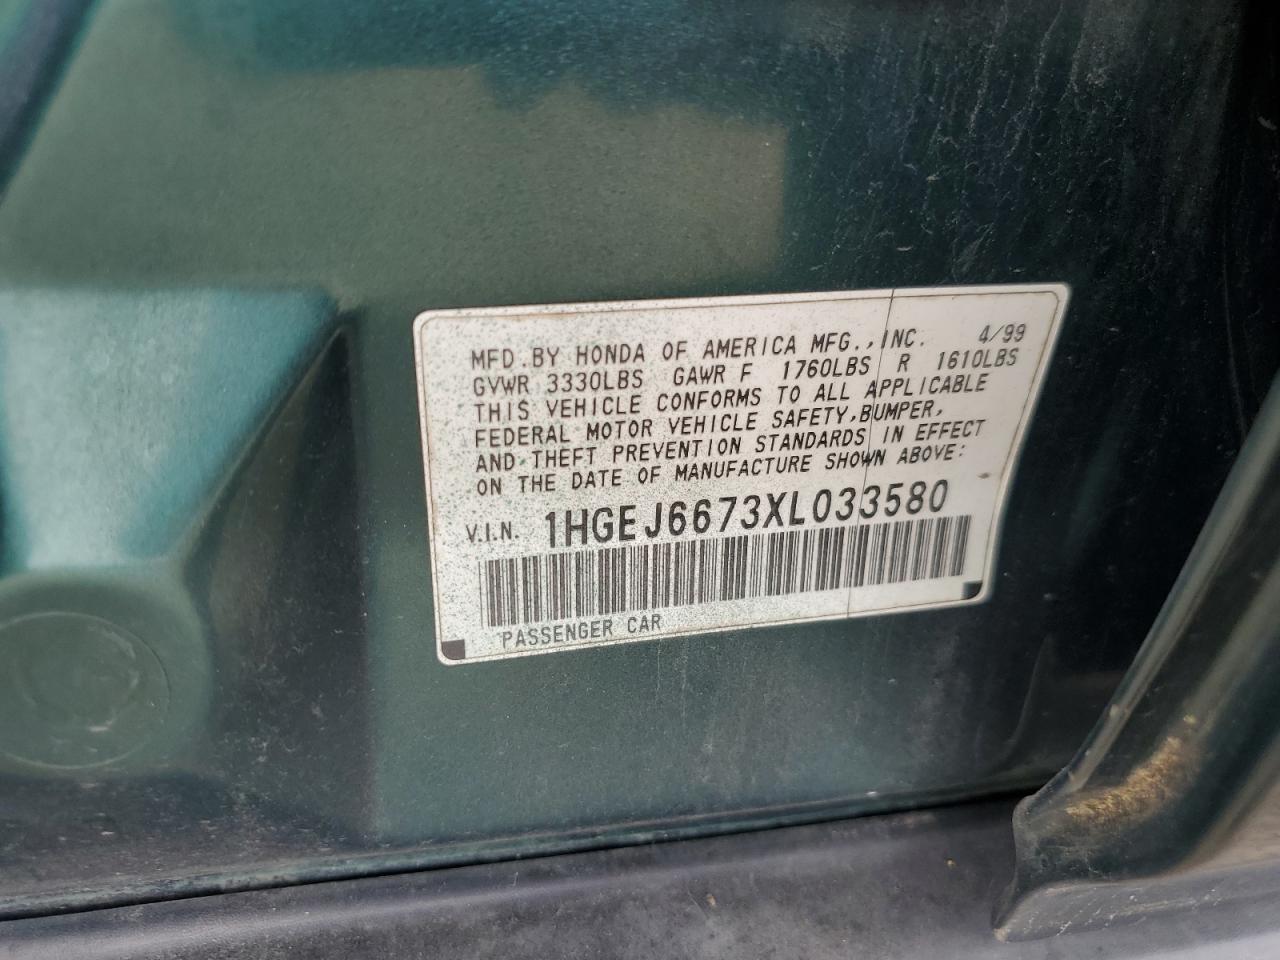 MFD.BY HONDA OF AMERICA MFG.,INC. 4/99
GVWR 3330LBS GAWR F 1760LBS R 1610LBS
THIS VEHICLE CONFORMS TO ALL APPLICABLE
FEDERAL MOTOR VEHICLE SAFETY,BUMPER,
AND THEFT PREVENTION STANDARDS IN EFFECT
ON THE DATE OF MANUFACTURE SHOWN ABOVE:
V.I.N. 1HGEJ6673XL033580
PASSENGER CAR